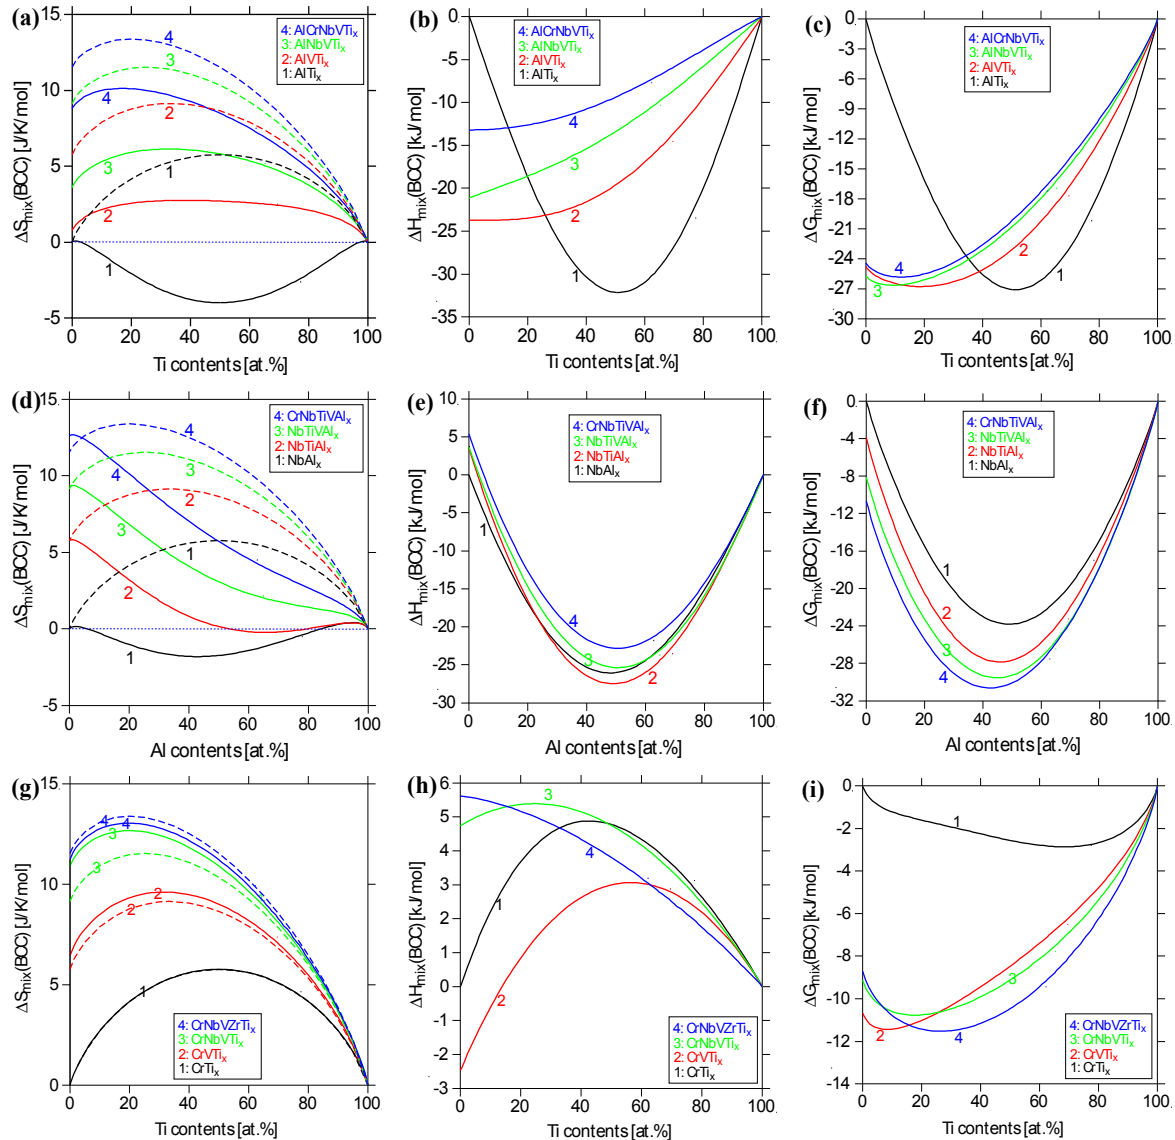 (a)
15
10
5
0
-5
ΔS_mix(BCC) [J/K/mol]
4: AlCrNbVTiₓ
3: AlNbVTiₓ
2: AlVTiₓ
1: AlTiₓ
4
3
4
2
3
1
2
1
0 20 40 60 80 100
Ti contents [at.%]
(b)
0.
-5
-10
-15
-20
-25
-30
-35
ΔH_mix(BCC) [kJ/mol]
4: AlCrNbVTiₓ
3: AlNbVTiₓ
2: AlVTiₓ
1: AlTiₓ
4
3
2
1
0 20 40 60 80 100
Ti contents [at.%]
(c)
0
-3
-6
-9
-12
-15
-18
-21
-24
-27
-30
ΔG_mix(BCC) [kJ/mol]
4: AlCrNbVTiₓ
3: AlNbVTiₓ
2: AlVTiₓ
1: AlTiₓ
4
2
1
3
0 20 40 60 80 100
Ti contents [at.%]
(d)
15
10
5
0
-5
ΔS_mix(BCC) [J/K/mol]
4: CrNbTiVAlₓ
3: NbTiVAlₓ
2: NbTiAlₓ
1: NbAlₓ
4
3
4
2
3
1
2
1
0 20 40 60 80 100
Al contents [at.%]
(e)
10
5
0
-5
-10
-15
-20
-25
-30
ΔH_mix(BCC) [kJ/mol]
4: CrNbTiVAlₓ
3: NbTiVAlₓ
2: NbTiAlₓ
1: NbAlₓ
1
4
3
2
0 20 40 60 80 100
Al contents [at.%]
(f)
0
-4
-8
-12
-16
-20
-24
-28
-32
ΔG_mix(BCC) [kJ/mol]
4: CrNbTiVAlₓ
3: NbTiVAlₓ
2: NbTiAlₓ
1: NbAlₓ
1
2
3
4
0 20 40 60 80 100
Al contents [at.%]
(g)
15
10
5
0
ΔS_mix(BCC) [J/K/mol]
4
4
3
3
2
2
1
4: CrNbVZrTiₓ
3: CrNbVTiₓ
2: CrVTiₓ
1: CrTiₓ
0 20 40 60 80 100
Ti contents [at.%]
(h)
6
5
4
3
2
1
0
-1
-2
-3
ΔH_mix(BCC) [kJ/mol]
3
4
1
2
4: CrNbVZrTiₓ
3: CrNbVTiₓ
2: CrVTiₓ
1: CrTiₓ
0 20 40 60 80 100
Ti contents [at.%]
(i)
0
-2
-4
-6
-8
-10
-12
-14
ΔG_mix(BCC) [kJ/mol]
1
3
2
4
4: CrNbVZrTiₓ
3: CrNbVTiₓ
2: CrVTiₓ
1: CrTiₓ
0 20 40 60 80 100
Ti contents [at.%]